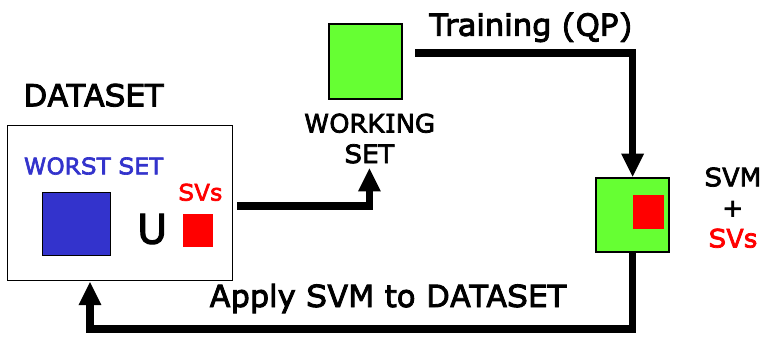 Training (QP)
DATASET
WORKING
SET
WORST SET
SVs
U
SVM
+
SVs
Apply SVM to DATASET